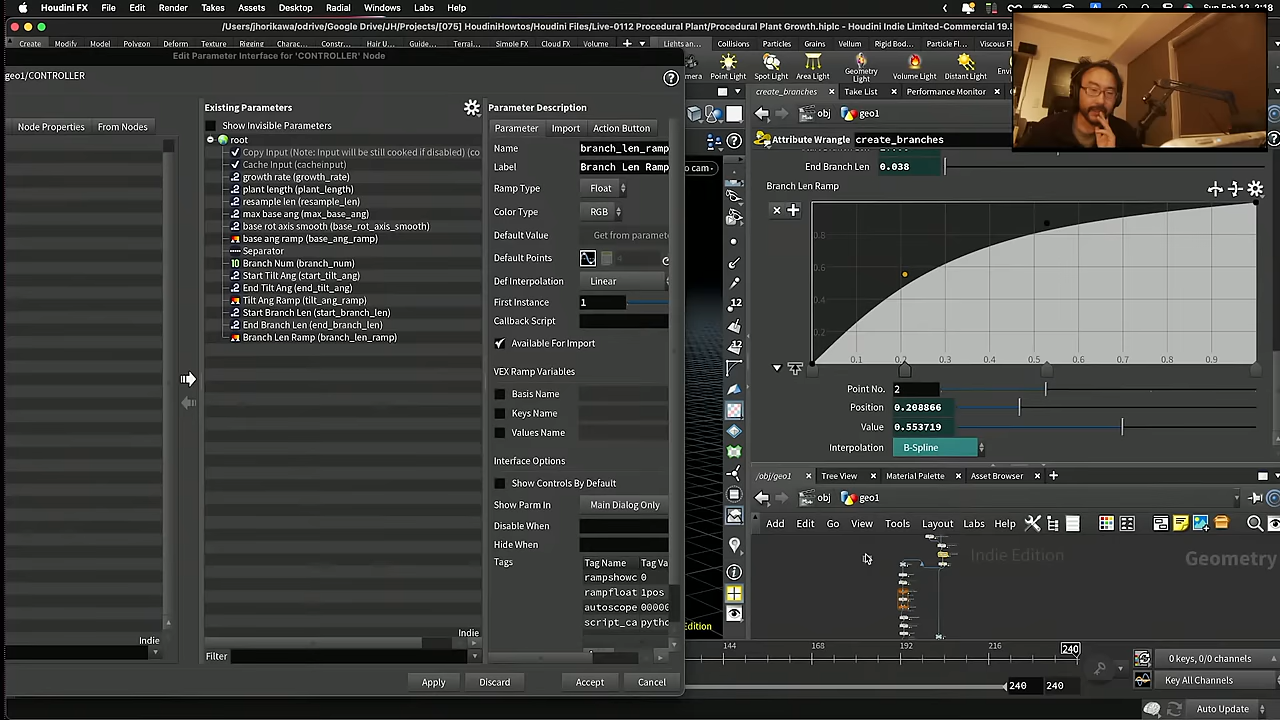 Houdini FX File Edit Render Takes Assets Desktop Radial Windows Labs Help
/Users/jhorikawa/odrive/Google Drive/JH/Projects/[075] HoudiniHowtos/Houdini Files/Live-0112 Procedural Plant/Procedural Plant Growth.hiplc - Houdini Indie Limited-Commercial 19.
Create Modify Model Polygon Deform Texture Rigging Charac... Constr... Hair U... Guide... Terrai... Simple FX Cloud FX Volume Lights an... Collisions Particles Grains Vellum Rigid Bod... Particle Fl... Viscous
Edit Parameter Interface for 'CONTROLLER' Node
Point Light Spot Light Area Light Geometry Light Volume Light Distant Light
geo1/CONTROLLER
create_branches Take List Performance Monitor
Existing Parameters
Parameter Description
obj geo1
Node Properties From Nodes
Show Invisible Parameters
Parameter Import Action Button
Attribute Wrangle create_branches
root
Copy Input (Note: Input will be still cooked if disabled) (co
Cache Input (cacheinput)
growth rate (growth_rate)
plant length (plant_length)
resample len (resample_len)
max base ang (max_base_ang)
base rot axis smooth (base_rot_axis_smooth)
base ang ramp (base_ang_ramp)
Separator
Branch Num (branch_num)
Start Tilt Ang (start_tilt_ang)
End Tilt Ang (end_tilt_ang)
Tilt Ang Ramp (tilt_ang_ramp)
Start Branch Len (start_branch_len)
End Branch Len (end_branch_len)
Branch Len Ramp (branch_len_ramp)
Name branch_len_ramp
Label Branch Len Ramp
Ramp Type Float
Color Type RGB
Default Value Get from paramete
Default Points 4
Def Interpolation Linear
First Instance 1
Callback Script
Available For Import
VEX Ramp Variables
Basis Name
Keys Name
Values Name
Interface Options
Show Controls By Default
Show Parm In Main Dialog Only
Disable When
Hide When
Tags Tag Name Tag Va
rampshowc 0
rampfloat 1pos
autoscope 00000
script_ca pytho
Indie
Indie
Filter
Apply Discard Accept Cancel
o cam
End Branch Len 0.038
Branch Len Ramp
0.8
0.6
0.4
0.2
0.1 0.2 0.3 0.4 0.5 0.6 0.7 0.8 0.9
Point No. 2
Position 0.208866
Value 0.553719
Interpolation B-Spline
/obj/geo1 Tree View Material Palette Asset Browser
obj geo1
Add Edit Go View Tools Layout Labs Help
Indie Edition
Geometry
Edition
144 168 192 216 240
240 240
0 keys, 0/0 channels
Key All Channels
Auto Update